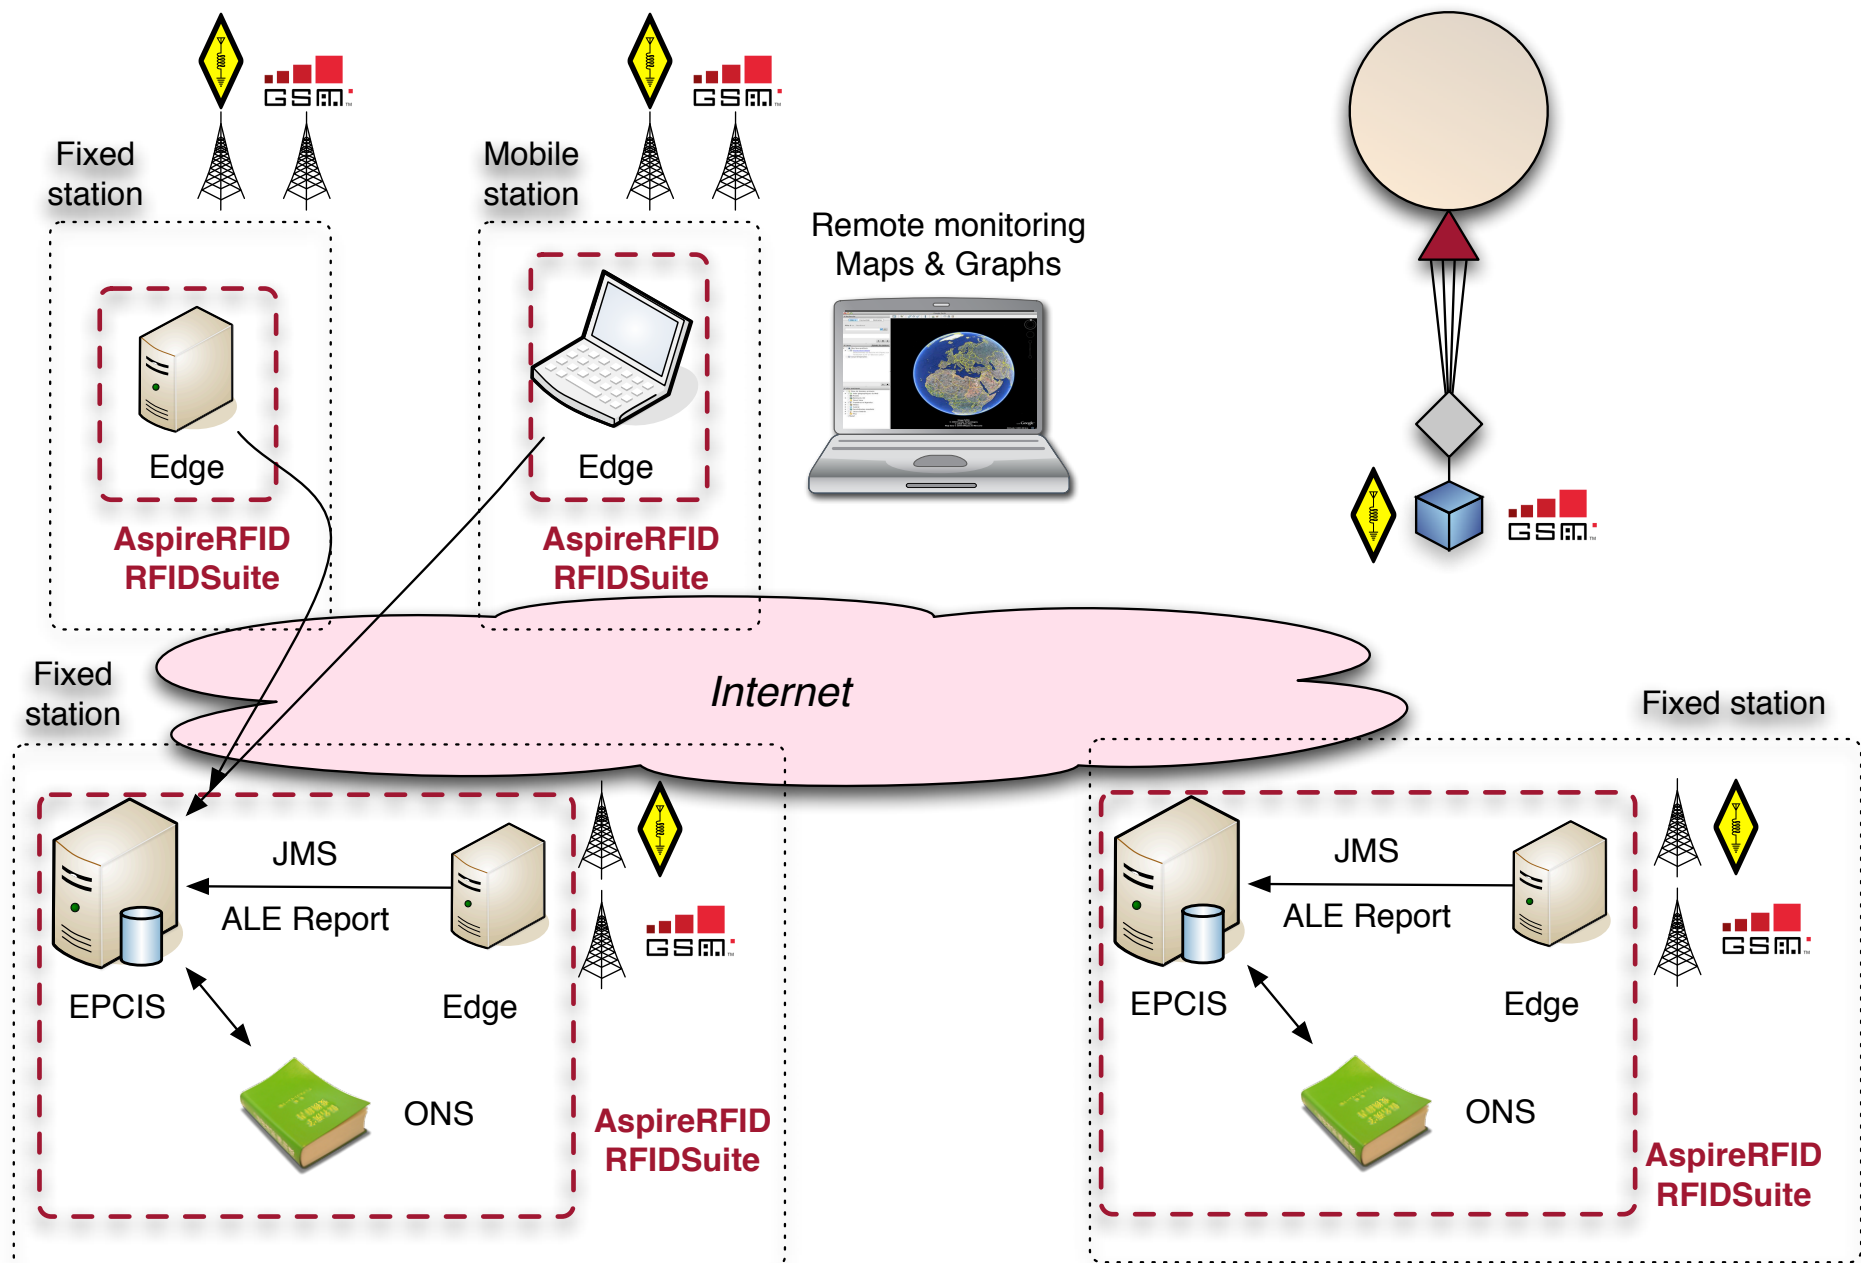 GSM
GSM
Fixed
station
Mobile
station
Remote monitoring
Maps & Graphs
Edge
AspireRFID
RFIDSuite
Edge
AspireRFID
RFIDSuite
GSM
Internet
Fixed
station
JMS
ALE Report
EPCIS
Edge
ONS
GSM
AspireRFID
RFIDSuite
Fixed station
JMS
ALE Report
EPCIS
Edge
ONS
GSM
AspireRFID
RFIDSuite